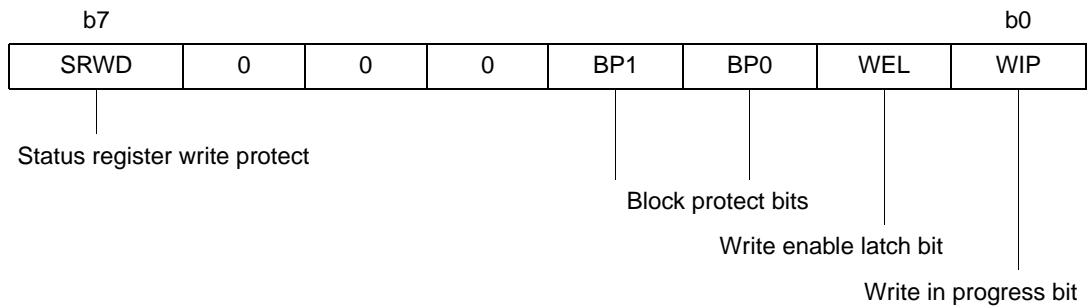 b7 b0
SRWD 0 0 0 BP1 BP0 WEL WIP
Status register write protect
Block protect bits
Write enable latch bit
Write in progress bit